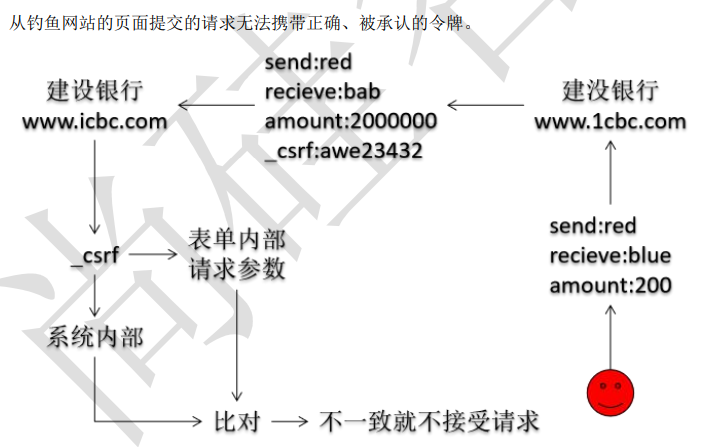 从钓鱼网站的页面提交的请求无法携带正确、被承认的令牌。
建设银行
www.icbc.com
send:red
recieve:bab
amount:2000000
_csrf:awe23432
建没银行
www.1cbc.com
send:red
recieve:blue
amount:200
_csrf
表单内部
请求参数
系统内部
比对
不一致就不接受请求